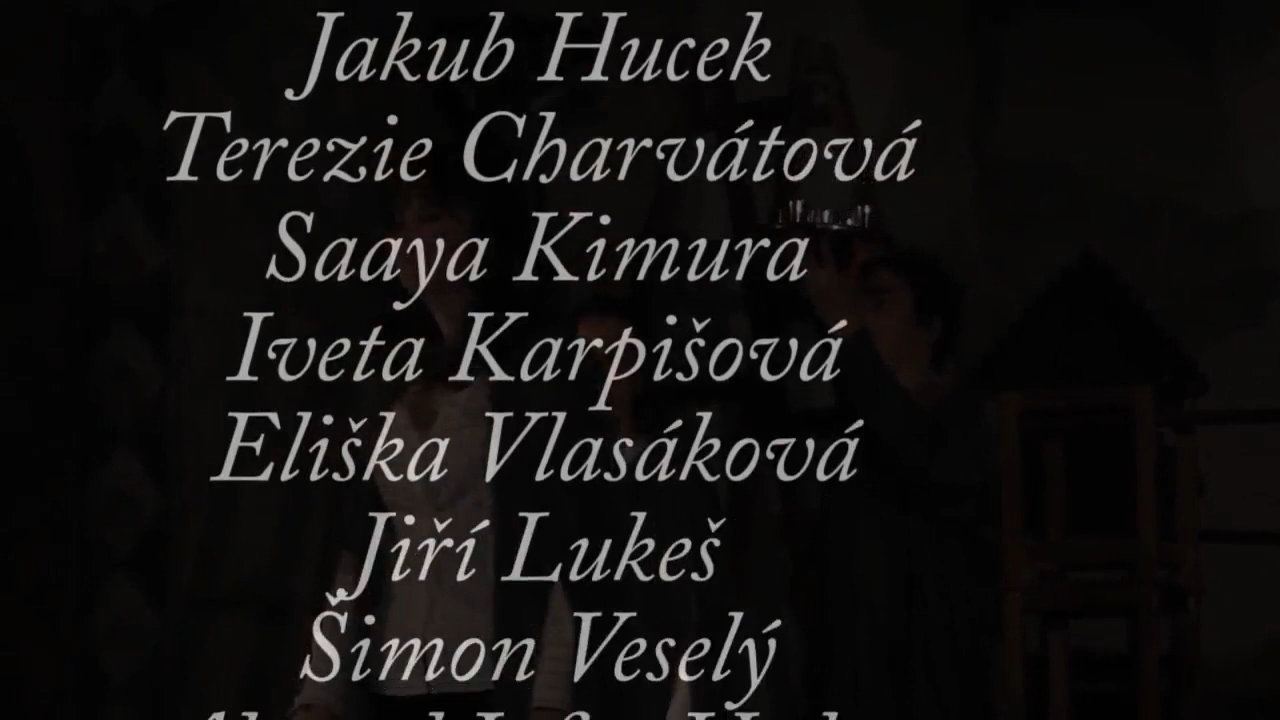 Jakub Hucek
Terezie Charvátová
Saaya Kimura
Iveta Karpišová
Eliška Vlasáková
Jiří Lukeš
Šimon Veselý